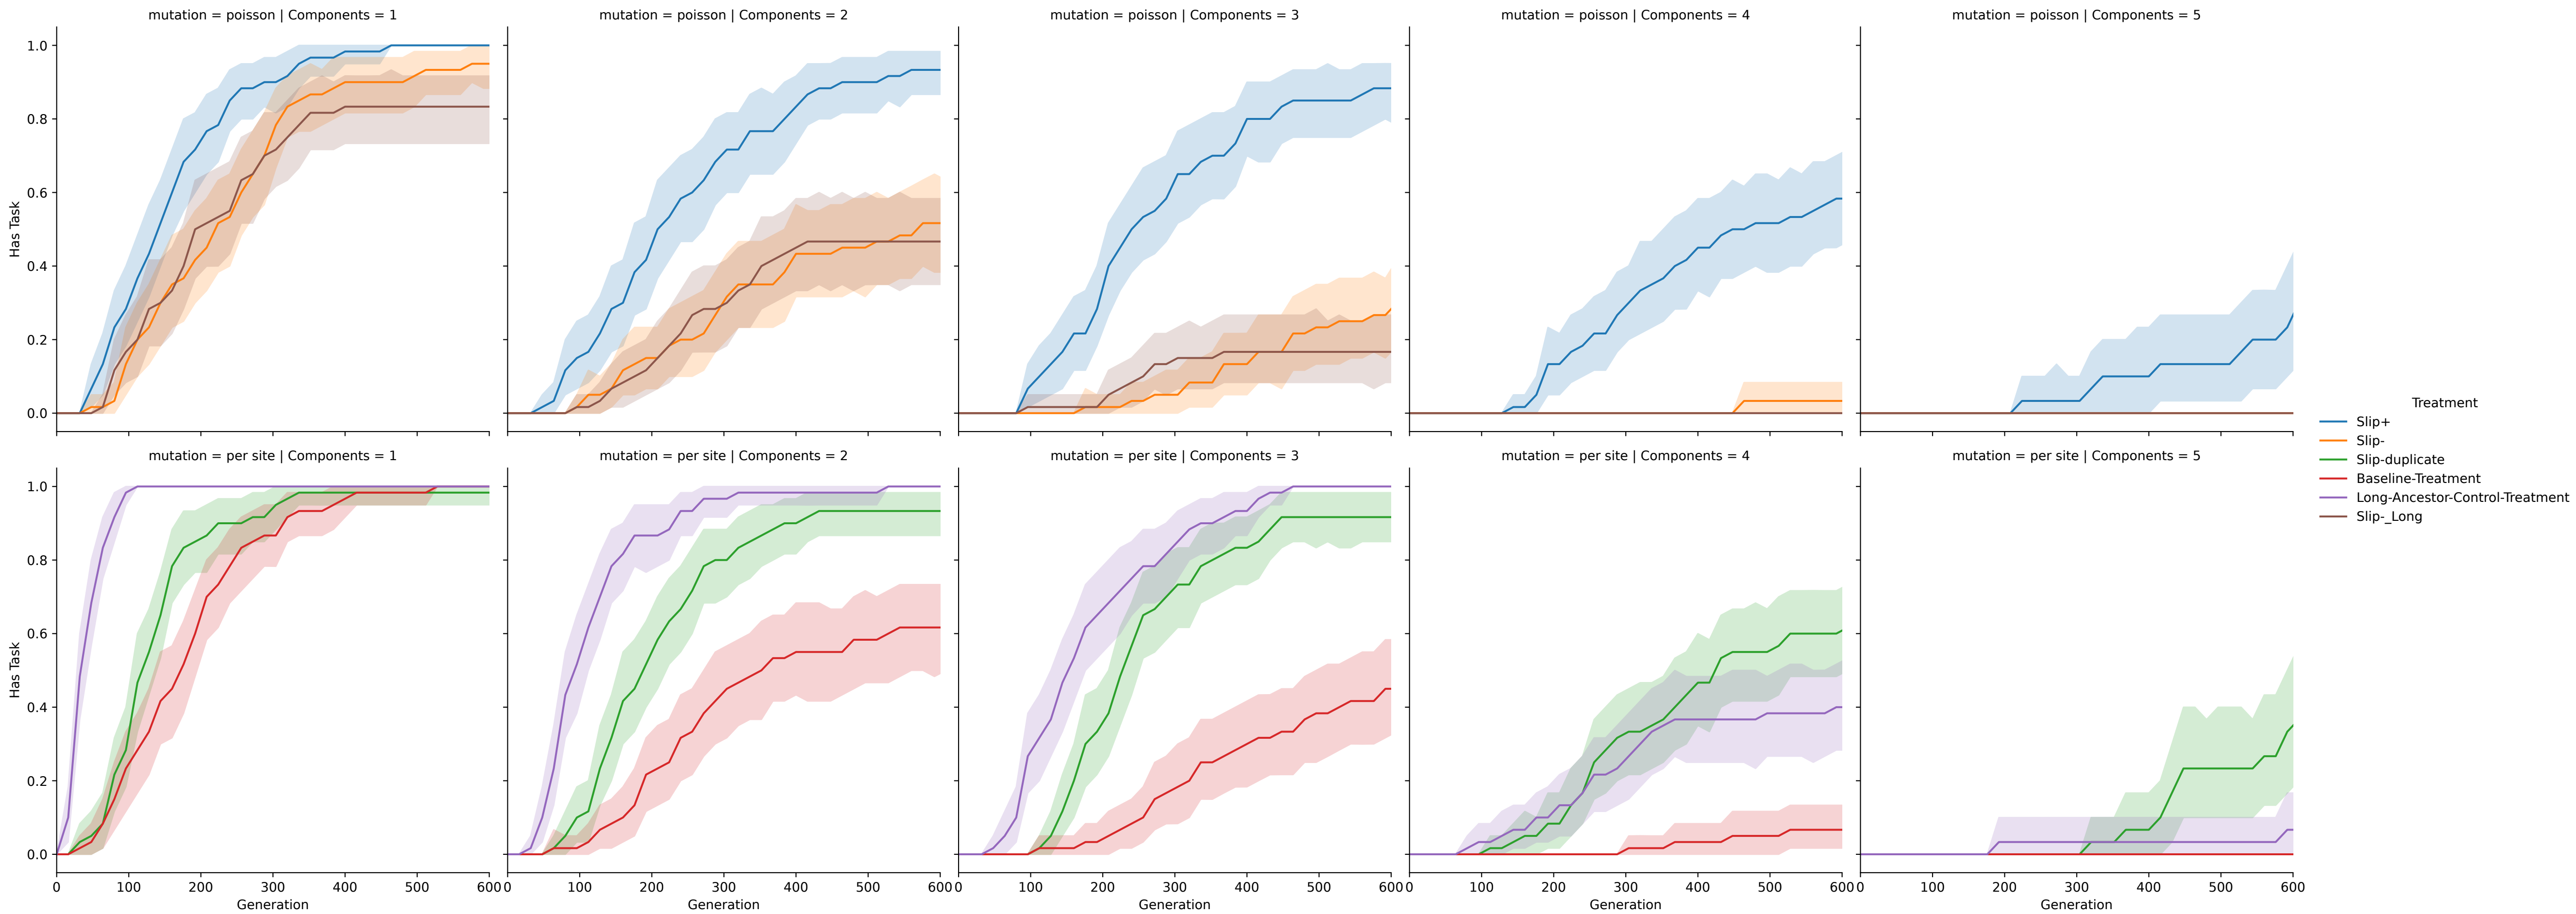 mutation = poisson | Components = 1
mutation = poisson | Components = 2
mutation = poisson | Components = 3
mutation = poisson | Components = 4
mutation = poisson | Components = 5
1.0
0.8
0.6
0.4
0.2
0.0
Has Task
mutation = per site | Components = 1
mutation = per site | Components = 2
mutation = per site | Components = 3
mutation = per site | Components = 4
mutation = per site | Components = 5
1.0
0.8
0.6
0.4
0.2
0.0
Has Task
0 100 200 300 400 500 600
0 100 200 300 400 500 600
0 100 200 300 400 500 600
0 100 200 300 400 500 600
0 100 200 300 400 500 600
Generation
Generation
Generation
Generation
Generation
Treatment
Slip+
Slip-
Slip-duplicate
Baseline-Treatment
Long-Ancestor-Control-Treatment
Slip-_Long